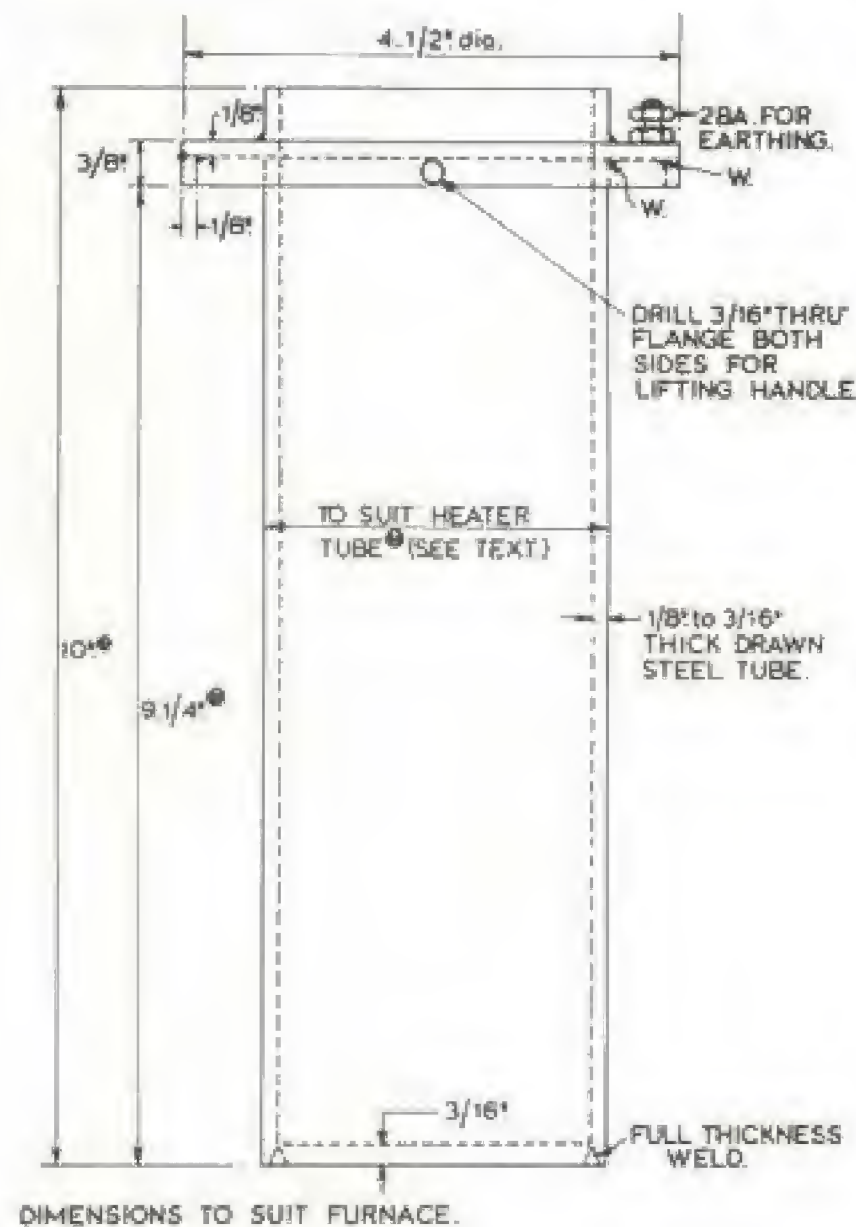 4.1/2" dia.
1/8"
2BA. FOR
EARTHING.
3/8"
W.
W.
1/8"
DRILL 3/16" THRU'
FLANGE BOTH
SIDES FOR
LIFTING HANDLE
TO SUIT HEATER
TUBE (SEE TEXT)
1/8" to 3/16"
THICK DRAWN
STEEL TUBE.
10"
9.1/4"
3/16"
FULL THICKNESS
WELD.
DIMENSIONS TO SUIT FURNACE.